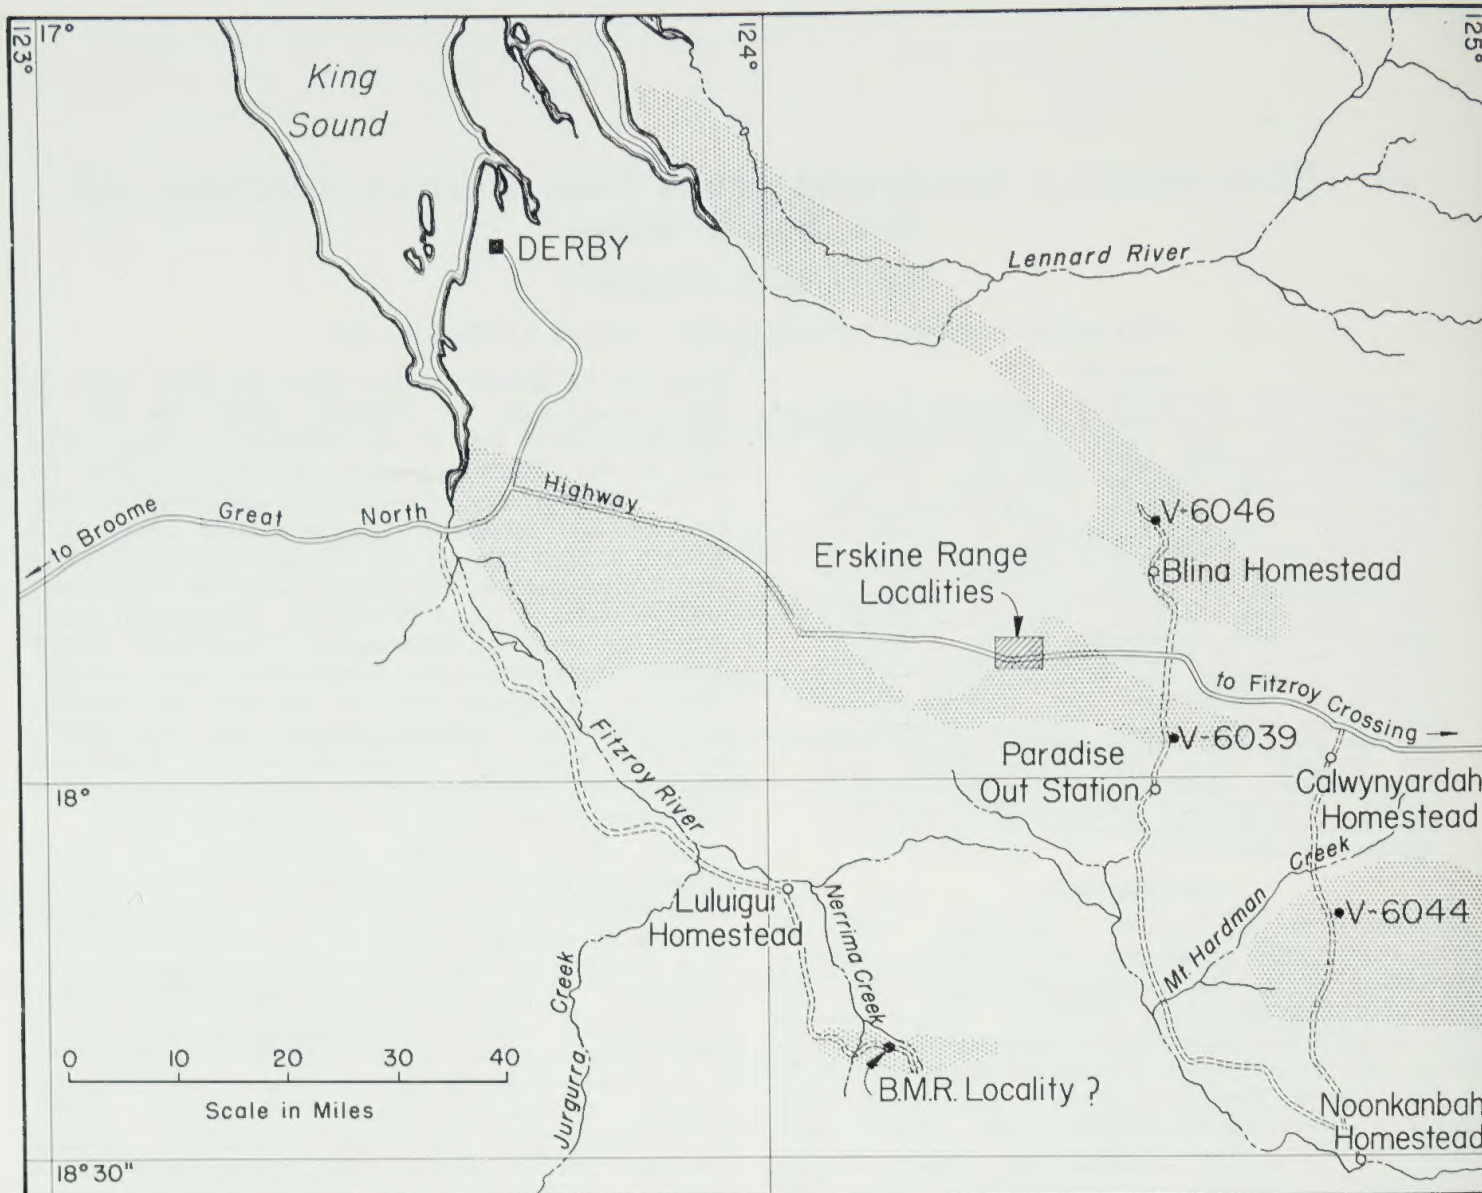 123°
17°
124°
125°
King
Sound
DERBY
Lennard River
to Broome
Great North Highway
V-6046
Erskine Range
Localities
Blina Homestead
to Fitzroy Crossing
V-6039
Paradise
Out Station
18°
Fitzroy River
Calwynyardah
Homestead
Luluigui
Homestead
Nerrima Creek
Mt. Hardman Creek
V-6044
Jurgurra Creek
0 10 20 30 40
Scale in Miles
B.M.R. Locality ?
Noonkanbah
Homestead
18°30"